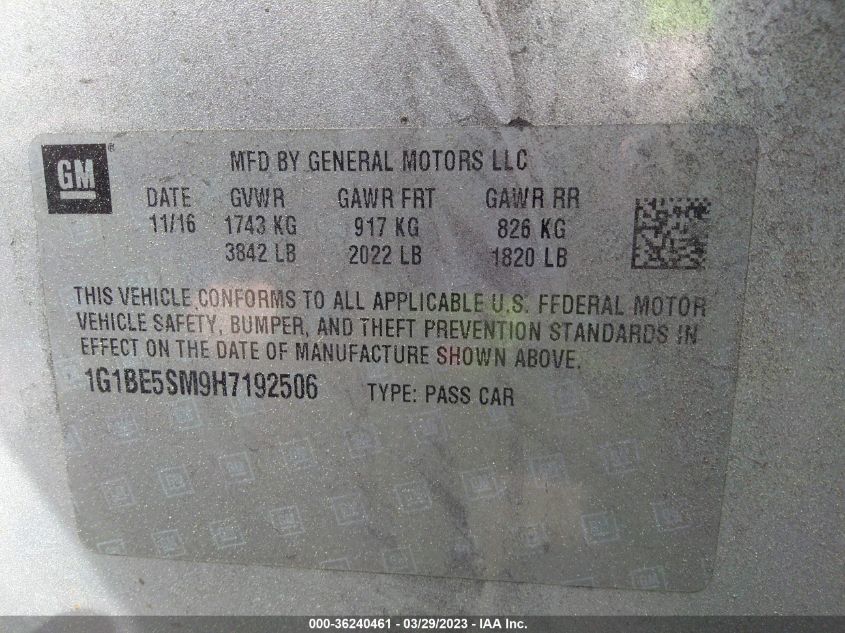 GM ®
MFD BY GENERAL MOTORS LLC
DATE GVWR GAWR FRT GAWR RR
11/16 1743 KG 917 KG 826 KG
3842 LB 2022 LB 1820 LB
THIS VEHICLE CONFORMS TO ALL APPLICABLE U.S. FEDERAL MOTOR
VEHICLE SAFETY, BUMPER, AND THEFT PREVENTION STANDARDS IN
EFFECT ON THE DATE OF MANUFACTURE SHOWN ABOVE.
1G1BE5SM9H7192506 TYPE: PASS CAR
000-36240461 - 03/29/2023 - IAA Inc.